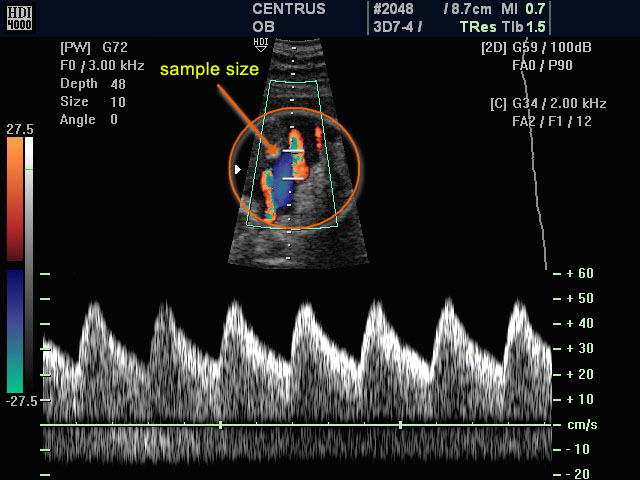 HDI
4000
CENTRUS #2048 / 8.7cm MI 0.7
OB 3D7-4 / TRes TIb 1.5
HDI
[PW] G72
F0 / 3.00 kHz
Depth 48
Size 10
Angle 0
sample size
[2D] G59 / 100dB
FA0 / P90
[C] G34 / 2.00 kHz
FA2 / F1 / 12
27.5
-27.5
+ 60
+ 50
+ 40
+ 30
+ 20
+ 10
cm/s
- 10
- 20